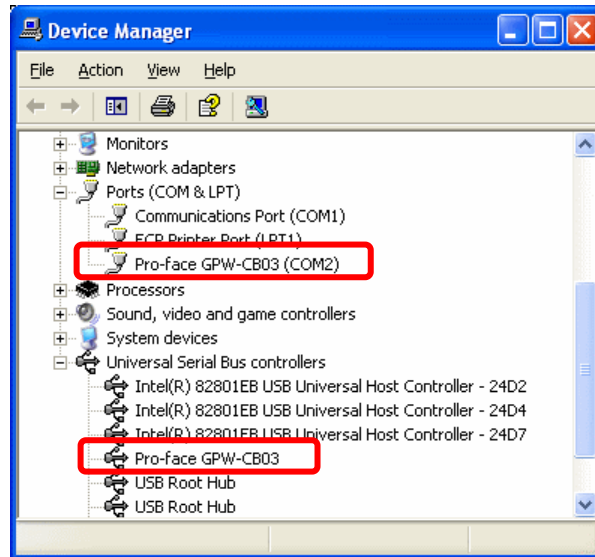 Device Manager
File Action View Help
Monitors
Network adapters
Ports (COM & LPT)
Communications Port (COM1)
ECP Printer Port (LPT1)
Pro-face GPW-CB03 (COM2)
Processors
Sound, video and game controllers
System devices
Universal Serial Bus controllers
Intel(R) 82801EB USB Universal Host Controller - 24D2
Intel(R) 82801EB USB Universal Host Controller - 24D4
Intel(R) 82801EB USB Universal Host Controller - 24D7
Pro-face GPW-CB03
USB Root Hub
USB Root Hub